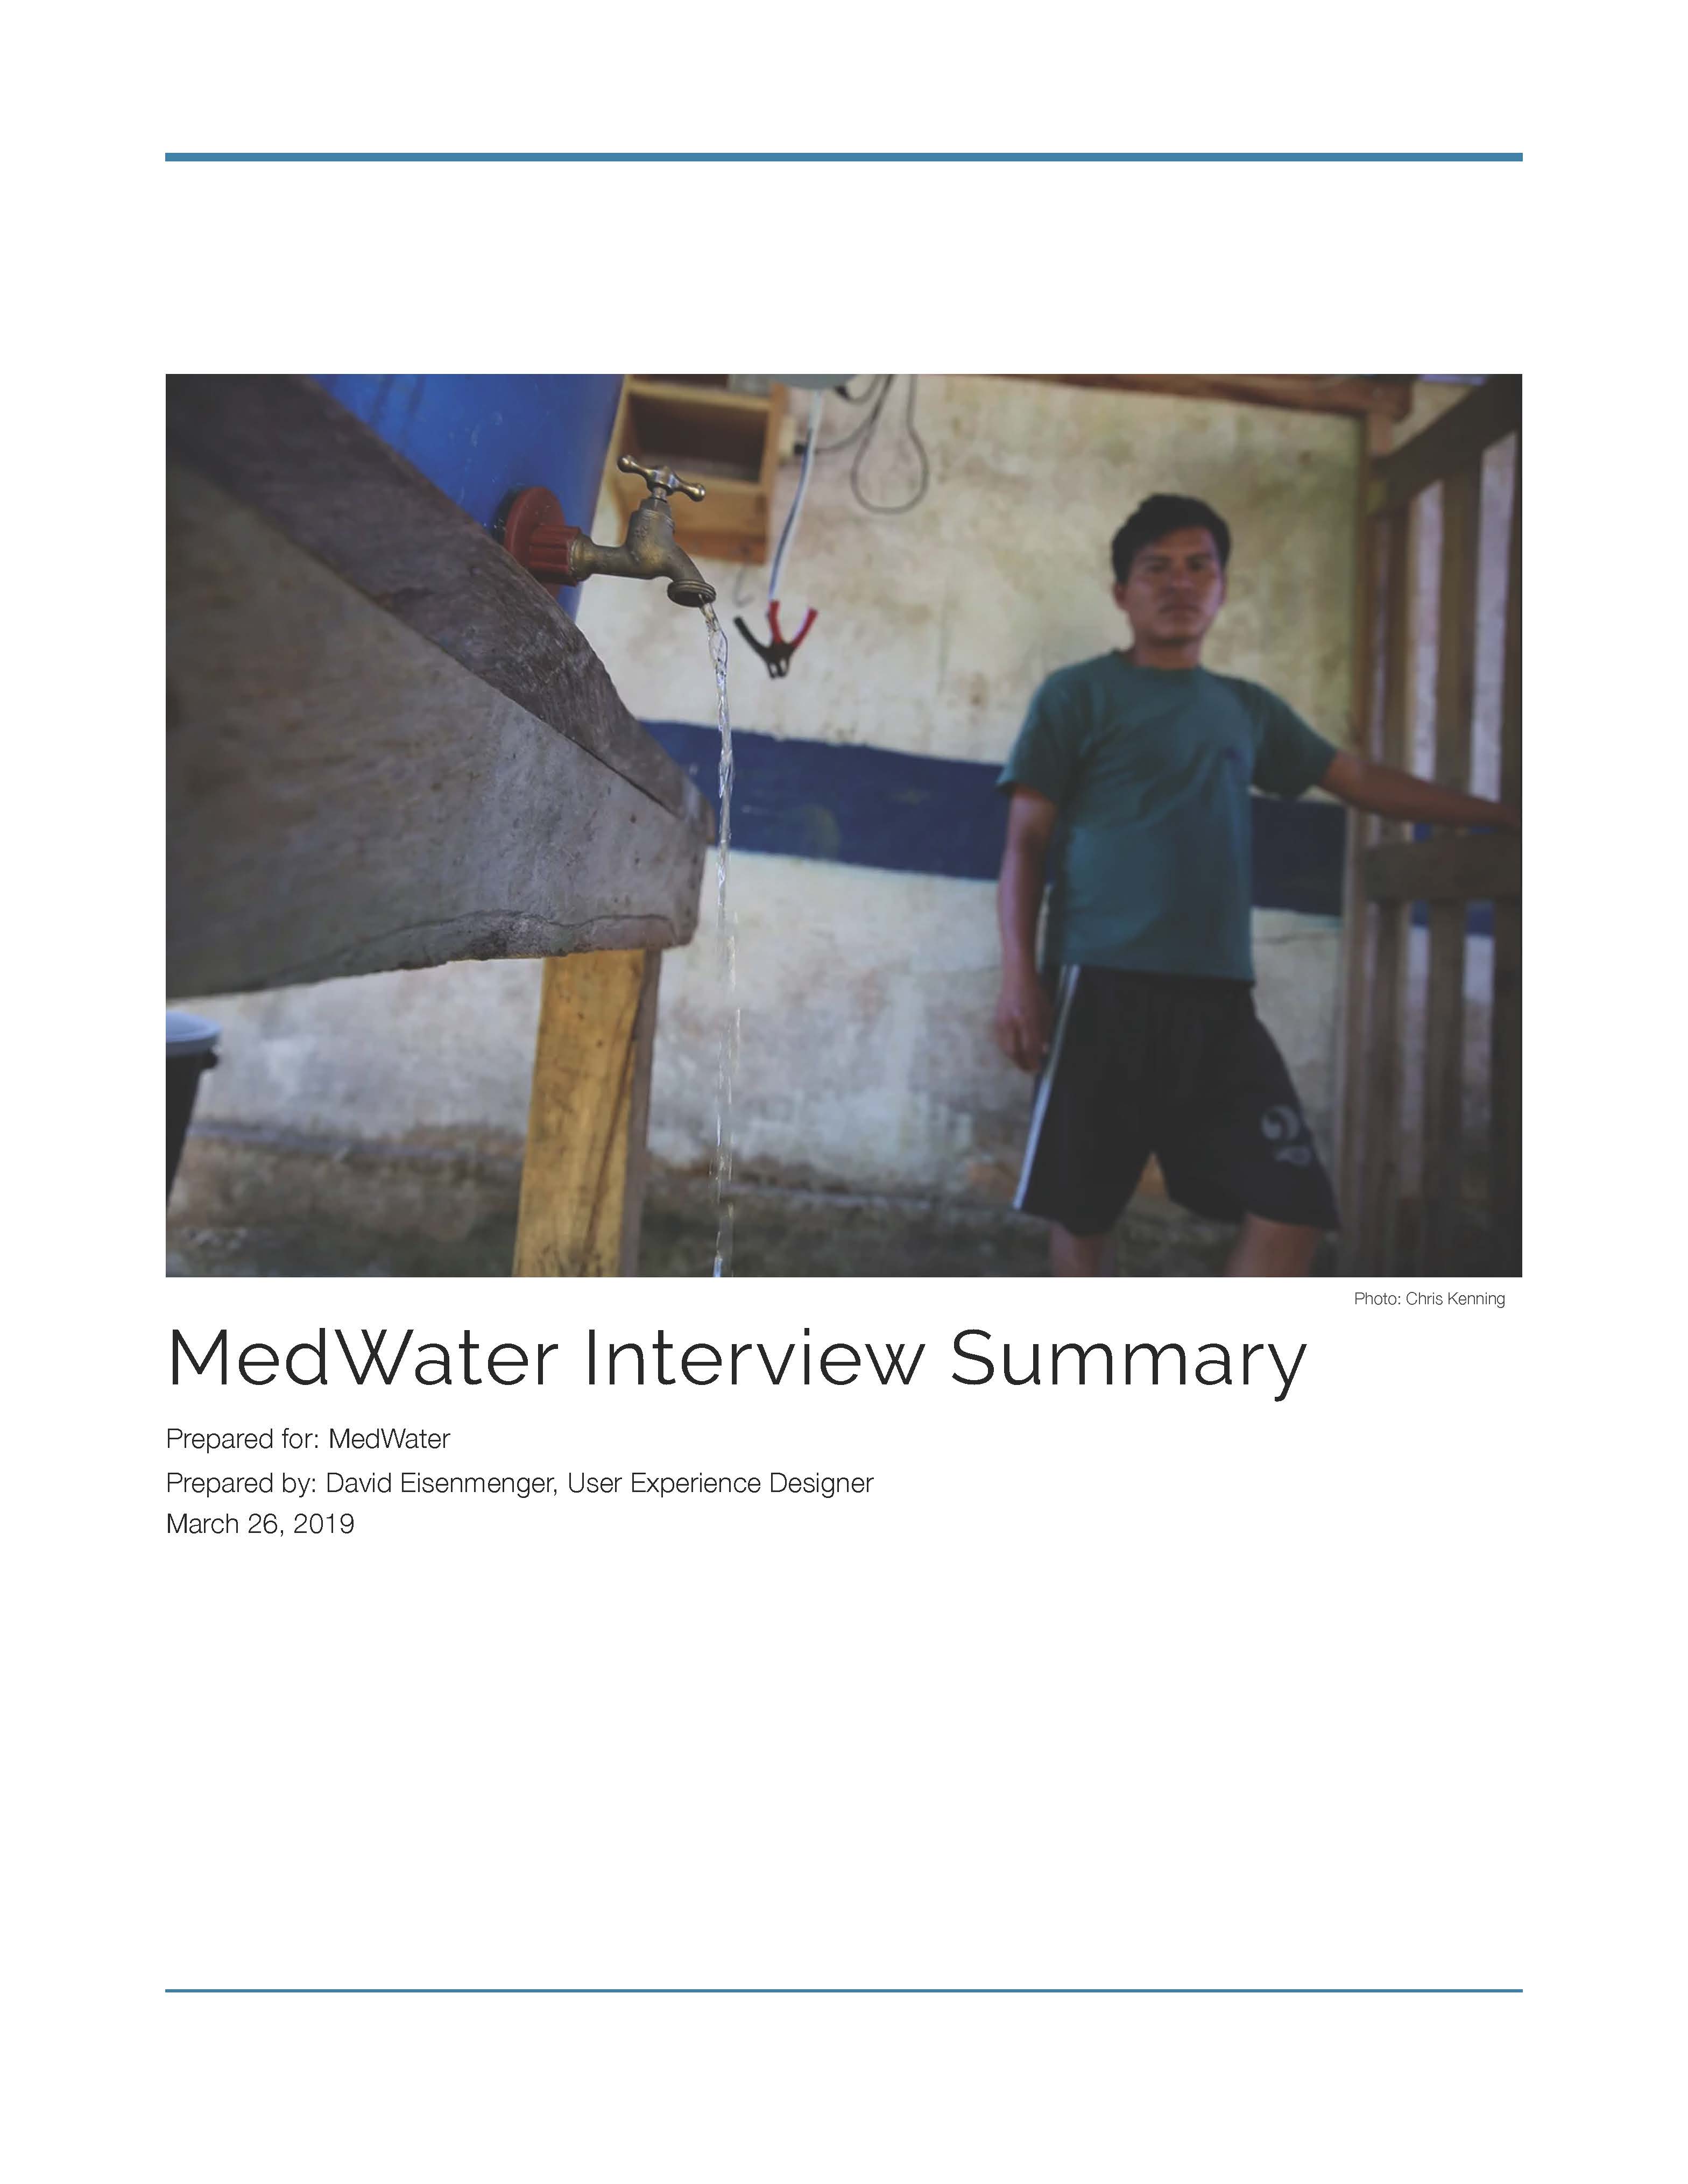 Photo: Chris Kenning
MedWater Interview Summary
Prepared for: MedWater
Prepared by: David Eisenmenger, User Experience Designer
March 26, 2019